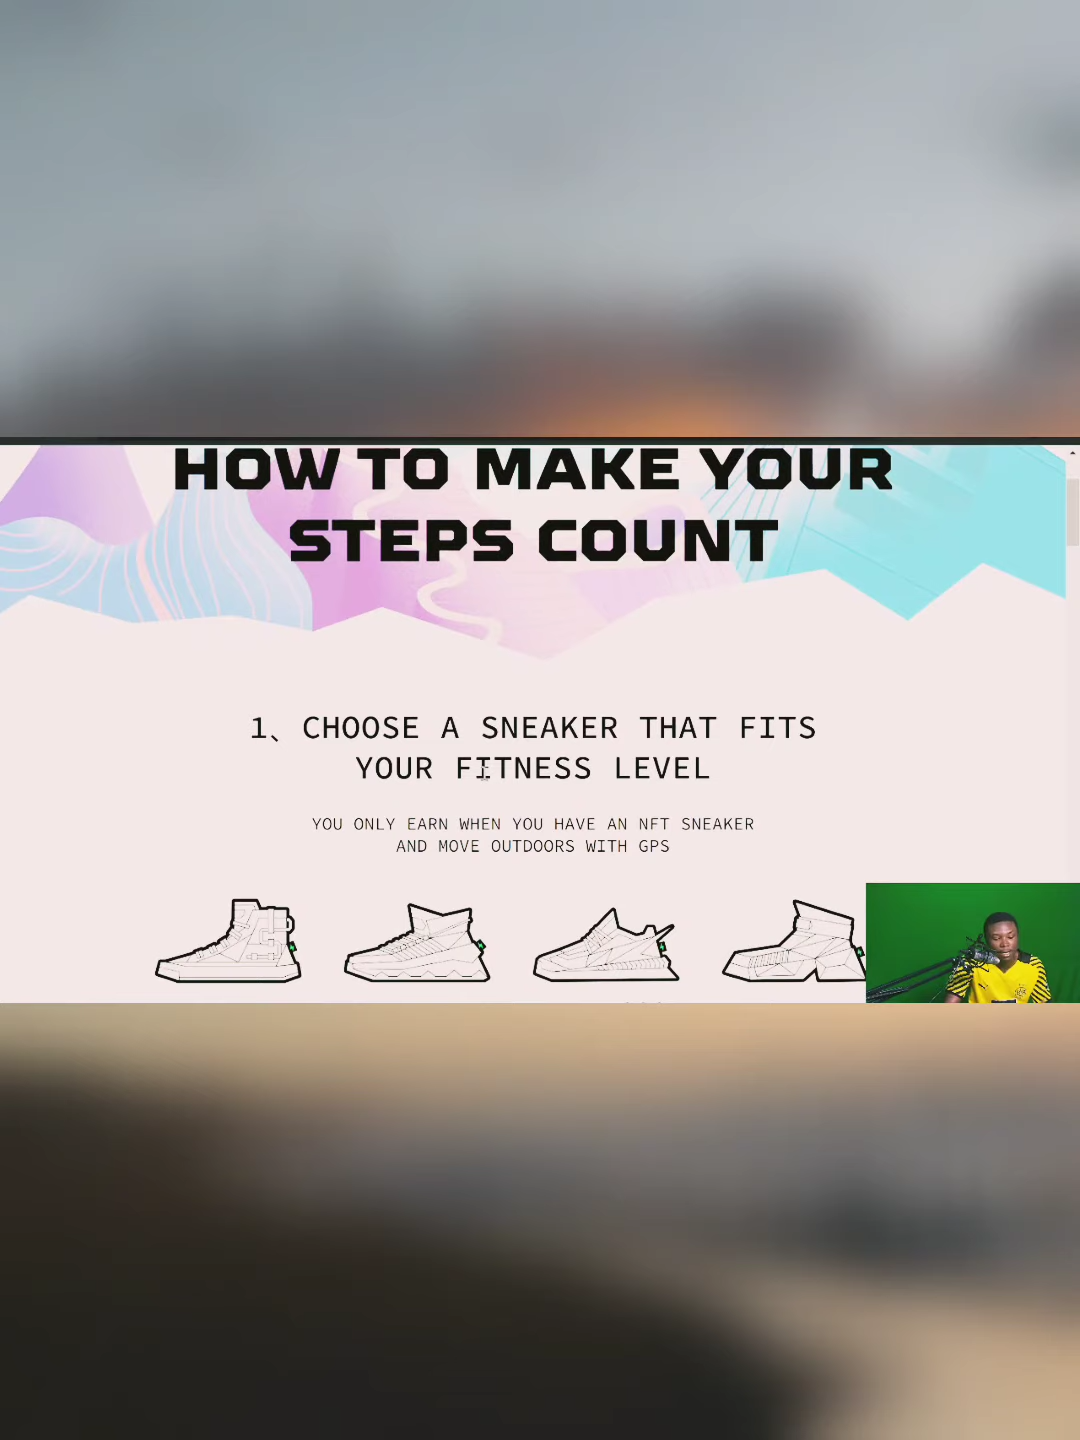 HOW TO MAKE YOUR
STEPS COUNT
1、CHOOSE A SNEAKER THAT FITS
YOUR FITNESS LEVEL
YOU ONLY EARN WHEN YOU HAVE AN NFT SNEAKER
AND MOVE OUTDOORS WITH GPS